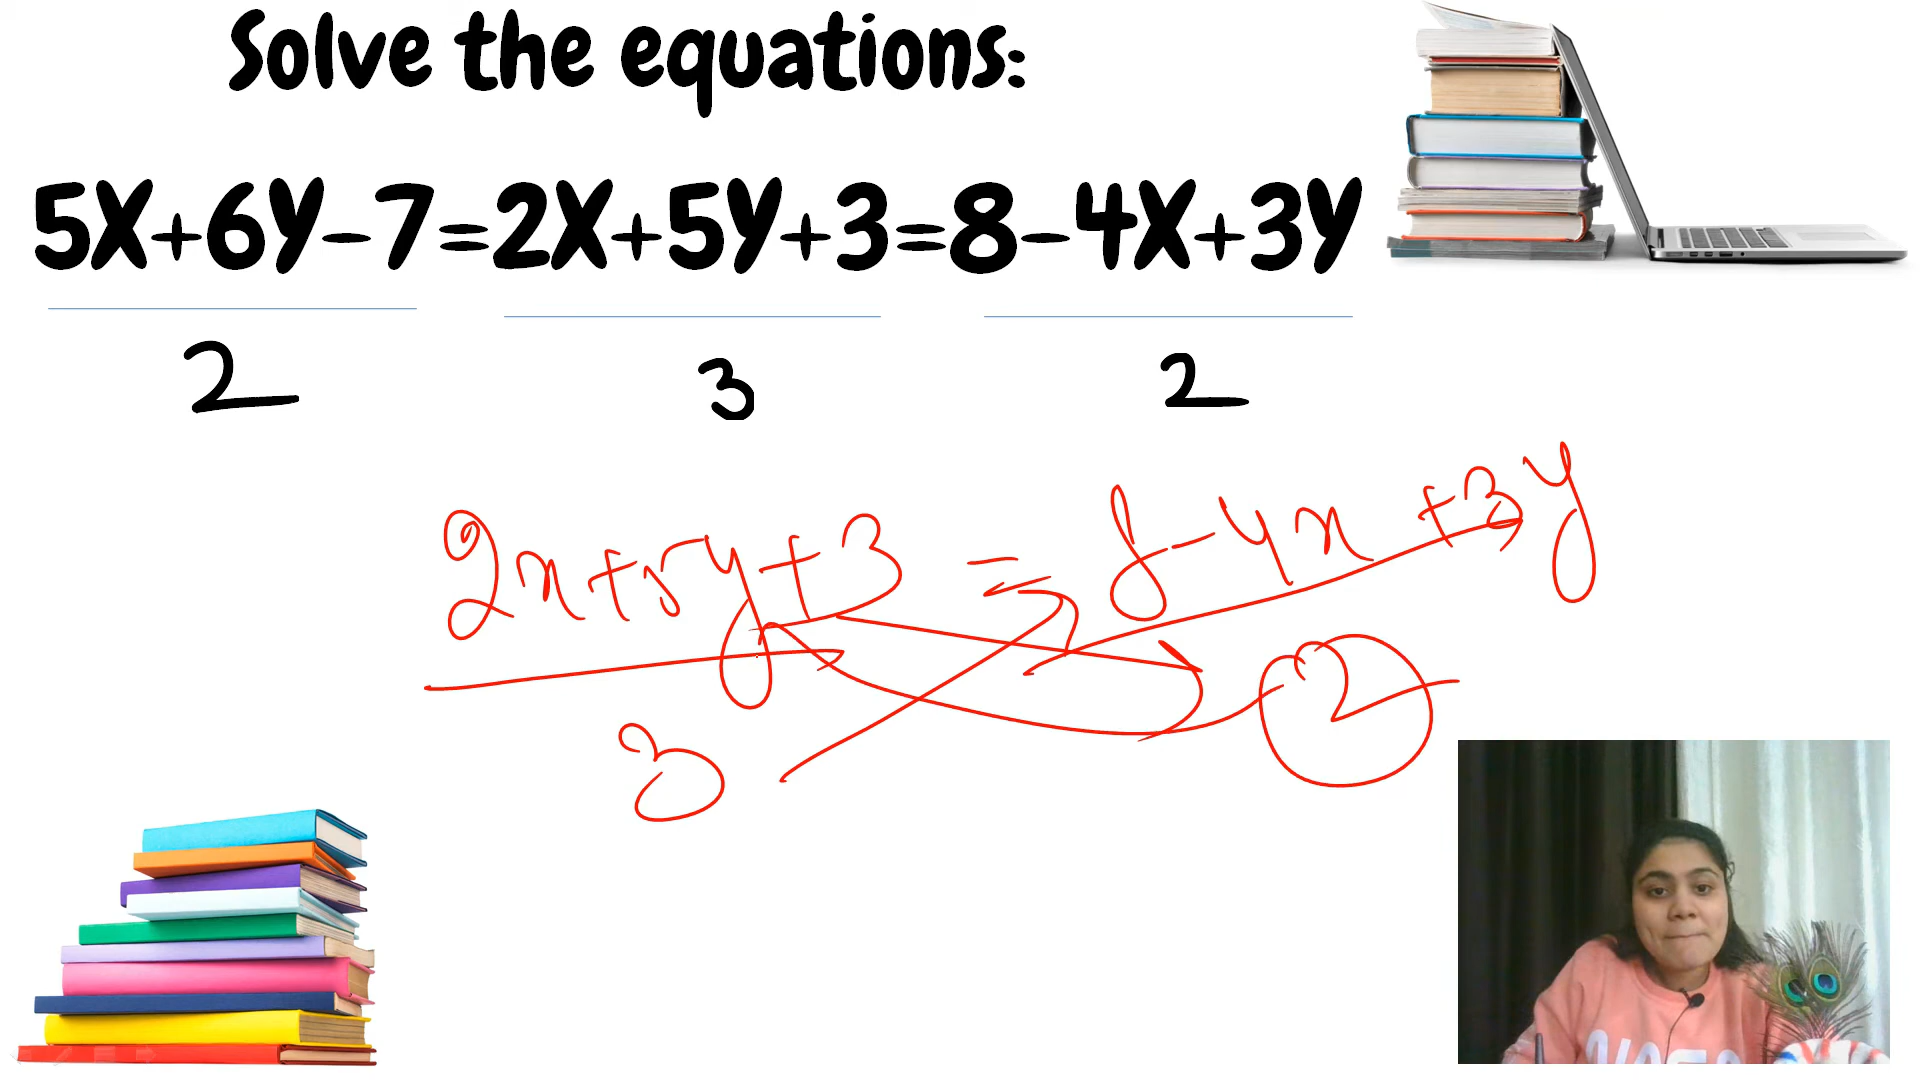 Solve the equations:
5X+6Y-7=2X+5Y+3=8-4X+3Y
2 3 2
2x+5y+3 = 8-4x+3y
3 2